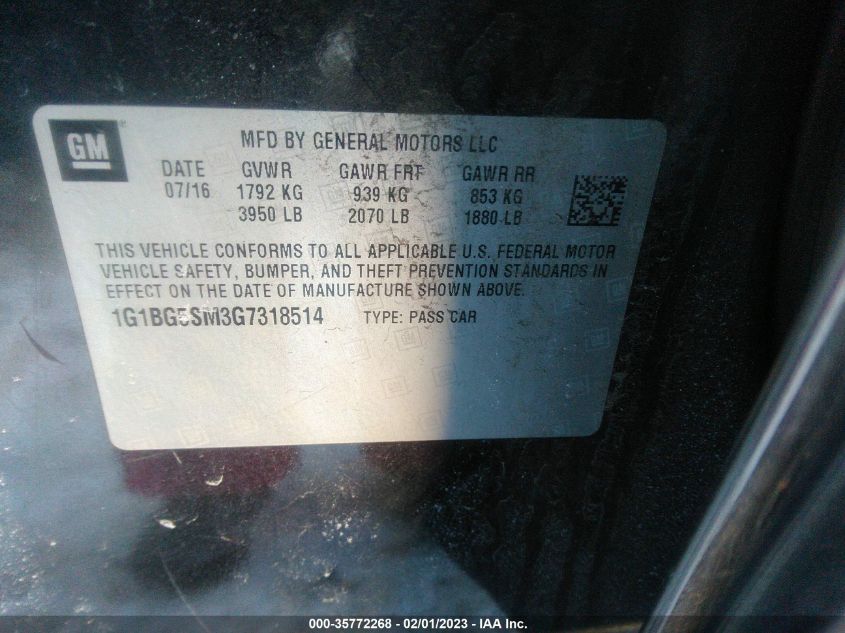 GM
MFD BY GENERAL MOTORS LLC
DATE GVWR GAWR FRT GAWR RR
07/16 1792 KG 939 KG 853 KG
3950 LB 2070 LB 1880 LB
THIS VEHICLE CONFORMS TO ALL APPLICABLE U.S. FEDERAL MOTOR
VEHICLE SAFETY, BUMPER, AND THEFT PREVENTION STANDARDS IN
EFFECT ON THE DATE OF MANUFACTURE SHOWN ABOVE.
1G1BG5SM3G7318514 TYPE: PASS CAR
000-35772268 - 02/01/2023 - IAA Inc.